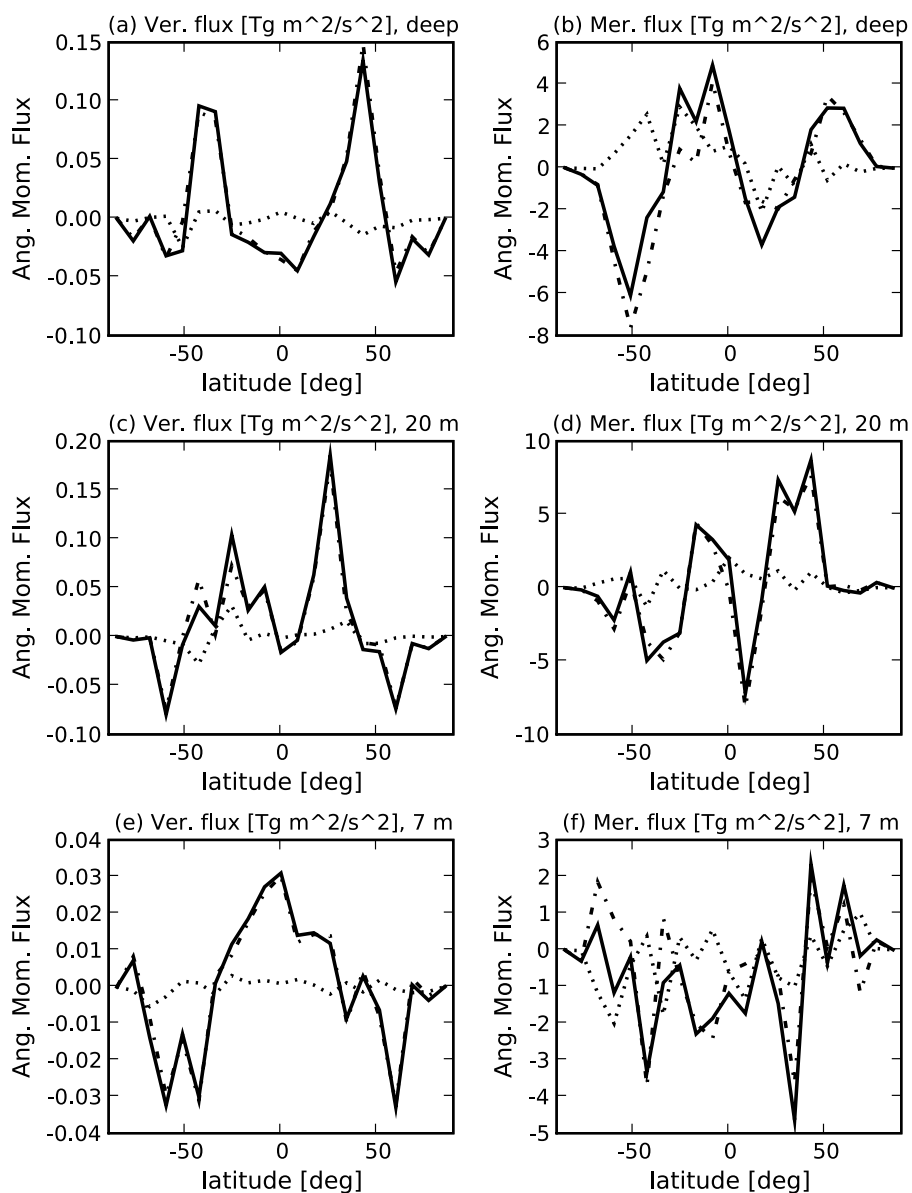 (a) Ver. flux [Tg m^2/s^2], deep
(b) Mer. flux [Tg m^2/s^2], deep
0.15
0.10
0.05
0.00
-0.05
-0.10
Ang. Mom. Flux
-50 0 50
latitude [deg]
6
4
2
0
-2
-4
-6
-8
Ang. Mom. Flux
-50 0 50
latitude [deg]
(c) Ver. flux [Tg m^2/s^2], 20 m
(d) Mer. flux [Tg m^2/s^2], 20 m
0.20
0.15
0.10
0.05
0.00
-0.05
-0.10
Ang. Mom. Flux
-50 0 50
latitude [deg]
10
5
0
-5
-10
Ang. Mom. Flux
-50 0 50
latitude [deg]
(e) Ver. flux [Tg m^2/s^2], 7 m
(f) Mer. flux [Tg m^2/s^2], 7 m
0.04
0.03
0.02
0.01
0.00
-0.01
-0.02
-0.03
-0.04
Ang. Mom. Flux
-50 0 50
latitude [deg]
3
2
1
0
-1
-2
-3
-4
-5
Ang. Mom. Flux
-50 0 50
latitude [deg]